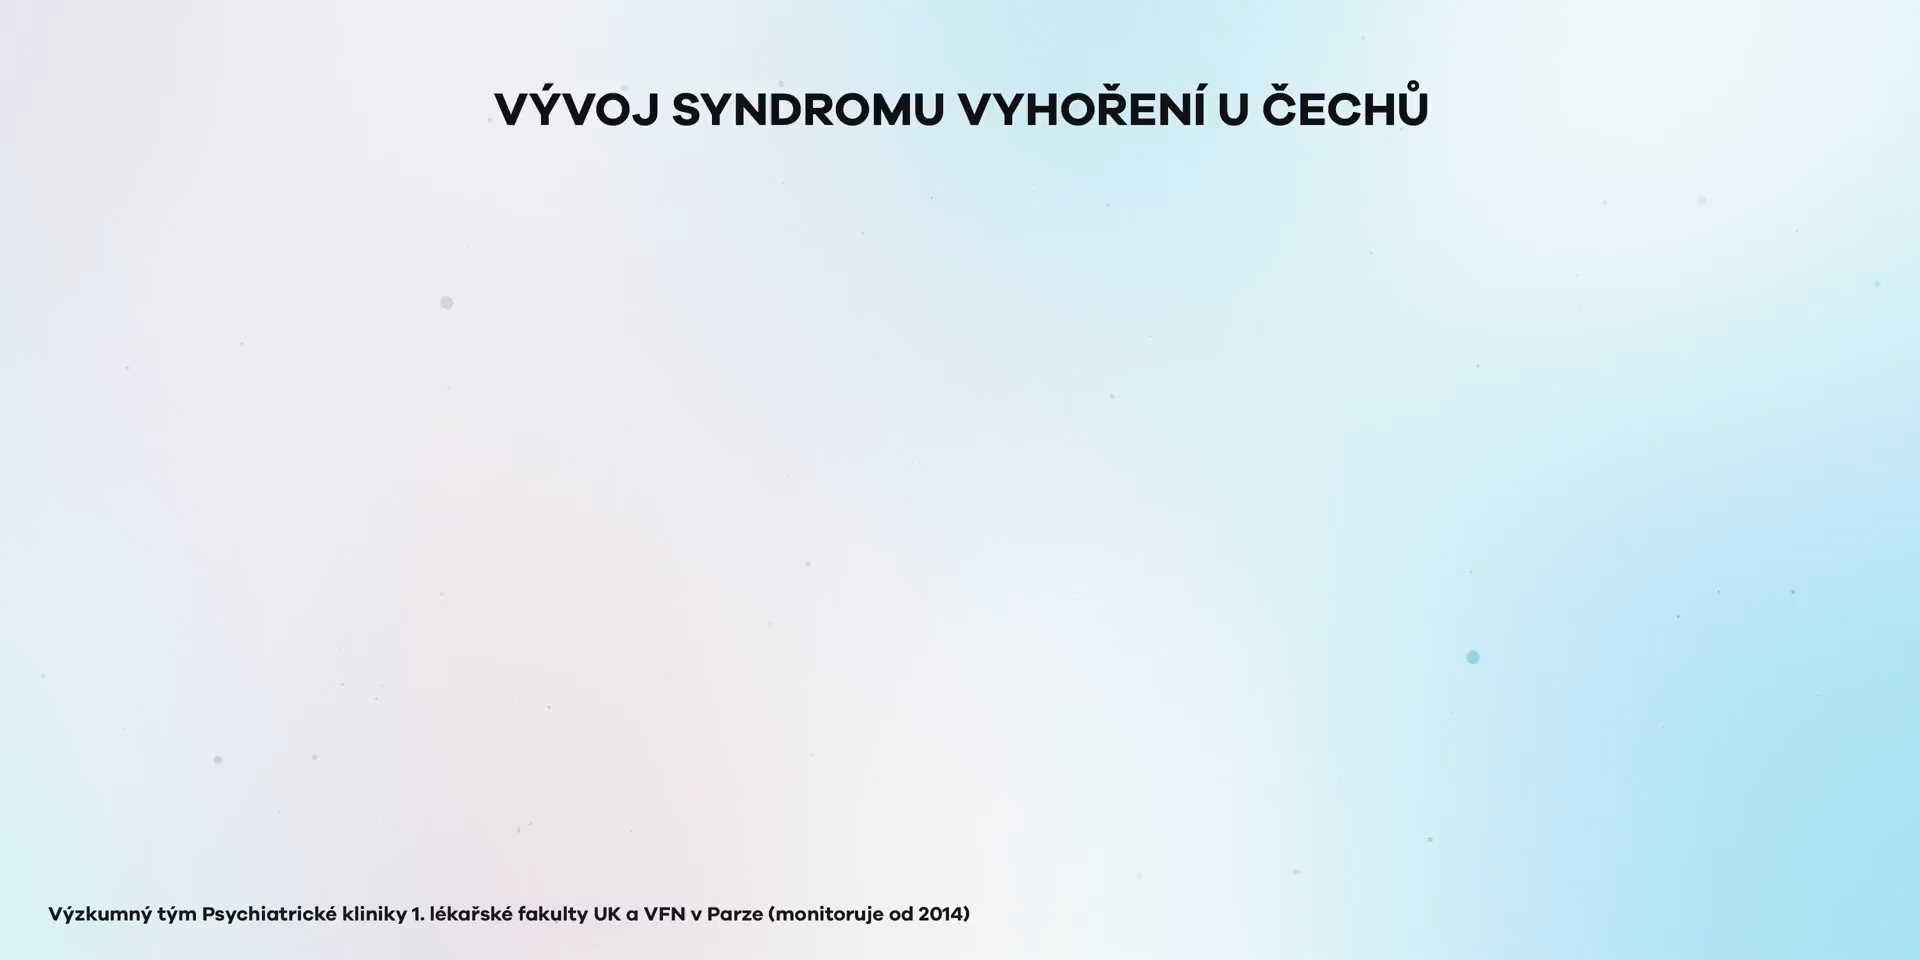 VÝVOJ SYNDROMU VYHOŘENÍ U ČECHŮ
Výzkumný tým Psychiatrické kliniky 1. lékařské fakulty UK a VFN v Parze (monitoruje od 2014)